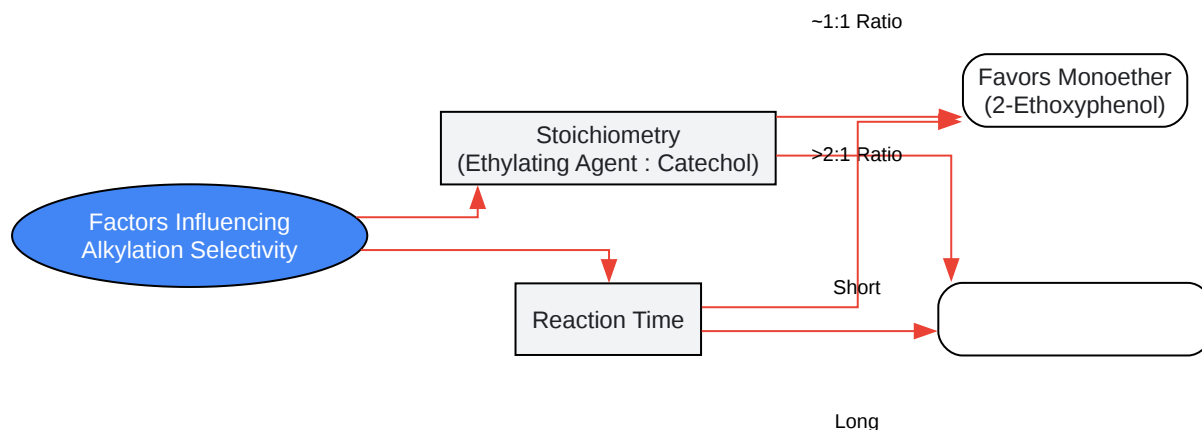 ~1:1 Ratio
Favors Monoether
(2-Ethoxyphenol)
Stoichiometry
(Ethylating Agent : Catechol)
>2:1 Ratio
Factors Influencing
Alkylation Selectivity
Short
Reaction Time
Long